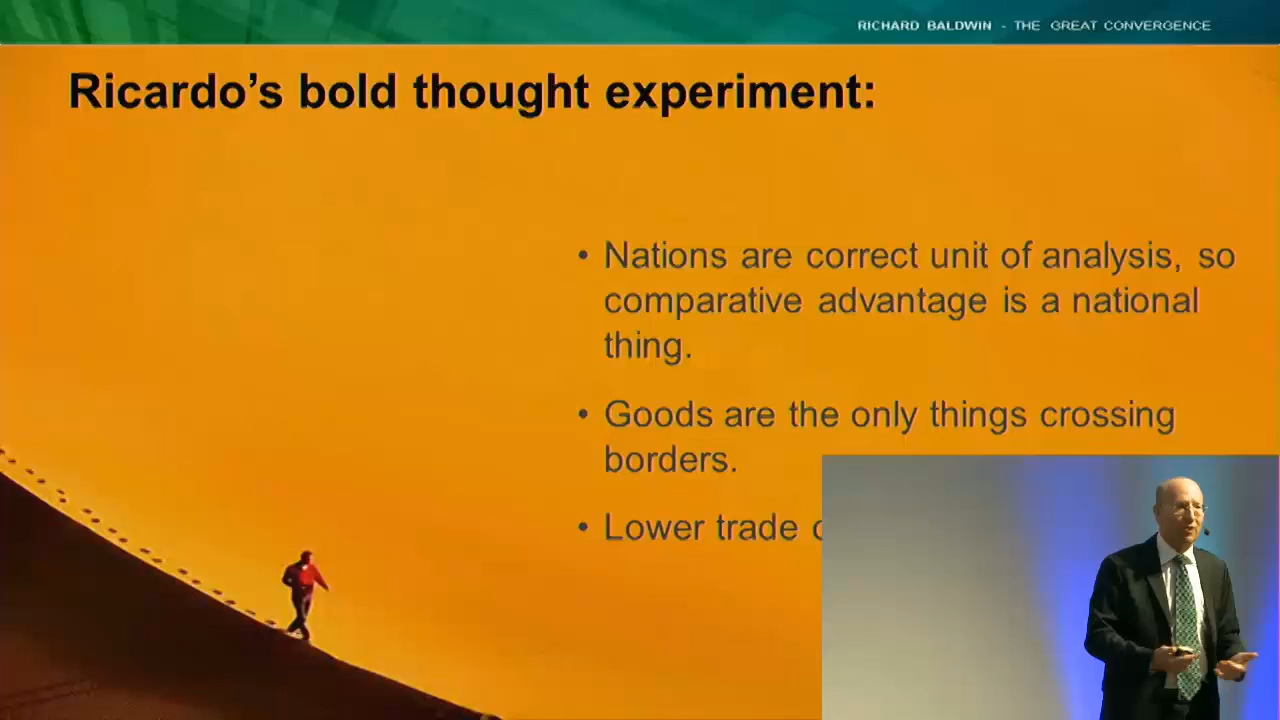 RICHARD BALDWIN - THE GREAT CONVERGENCE
Ricardo’s bold thought experiment:
• Nations are correct unit of analysis, so
comparative advantage is a national
thing.
• Goods are the only things crossing
borders.
• Lower trade